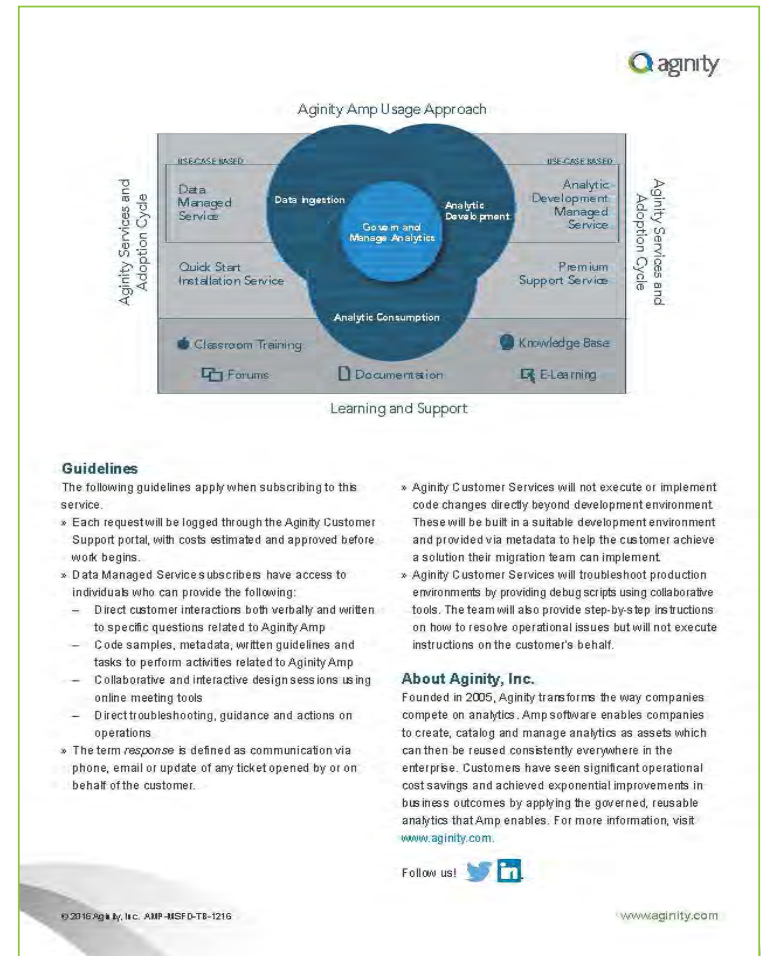 aginity
Aginity Amp Usage Approach
Aginity Services and
Adoption Cycle
USE-CASE BASED
Data
Managed
Service
Quick Start
Installation Service
Data Ingestion
Govern and
Manage Analytics
Analytic
Development
Analytic Consumption
USE-CASE BASED
Analytic
Development
Managed
Service
Premium
Support Service
Aginity Services and
Adoption Cycle
Classroom Training
Knowledge Base
Forums
Documentation
E-Learning
Learning and Support
Guidelines
The following guidelines apply when subscribing to this
service.
» Each request will be logged through the Aginity Customer
Support portal, with costs estimated and approved before
work begins.
» Data Managed Service subscribers have access to
individuals who can provide the following:
– Direct customer interactions both verbally and written
to specific questions related to Aginity Amp
– Code samples, metadata, written guidelines and
tasks to perform activities related to Aginity Amp
– Collaborative and interactive design sessions using
online meeting tools
– Direct troubleshooting, guidance and actions on
operations
» The term response is defined as communication via
phone, email or update of any ticket opened by or on
behalf of the customer.
» Aginity Customer Services will not execute or implement
code changes directly beyond development environment.
These will be built in a suitable development environment
and provided via metadata to help the customer achieve
a solution their migration team can implement.
» Aginity Customer Services will troubleshoot production
environments by providing debug scripts using collaborative
tools. The team will also provide step-by-step instructions
on how to resolve operational issues but will not execute
instructions on the customer's behalf.
About Aginity, Inc.
Founded in 2005, Aginity transforms the way companies
compete on analytics. Amp software enables companies
to create, catalog and manage analytics as assets which
can then be reused consistently everywhere in the
enterprise. Customers have seen significant operational
cost savings and achieved exponential improvements in
business outcomes by applying the governed, reusable
analytics that Amp enables. For more information, visit
www.aginity.com.
Follow us!
in
© 2016 Aginity, Inc. AMP-MSFD-TB-1216
www.aginity.com